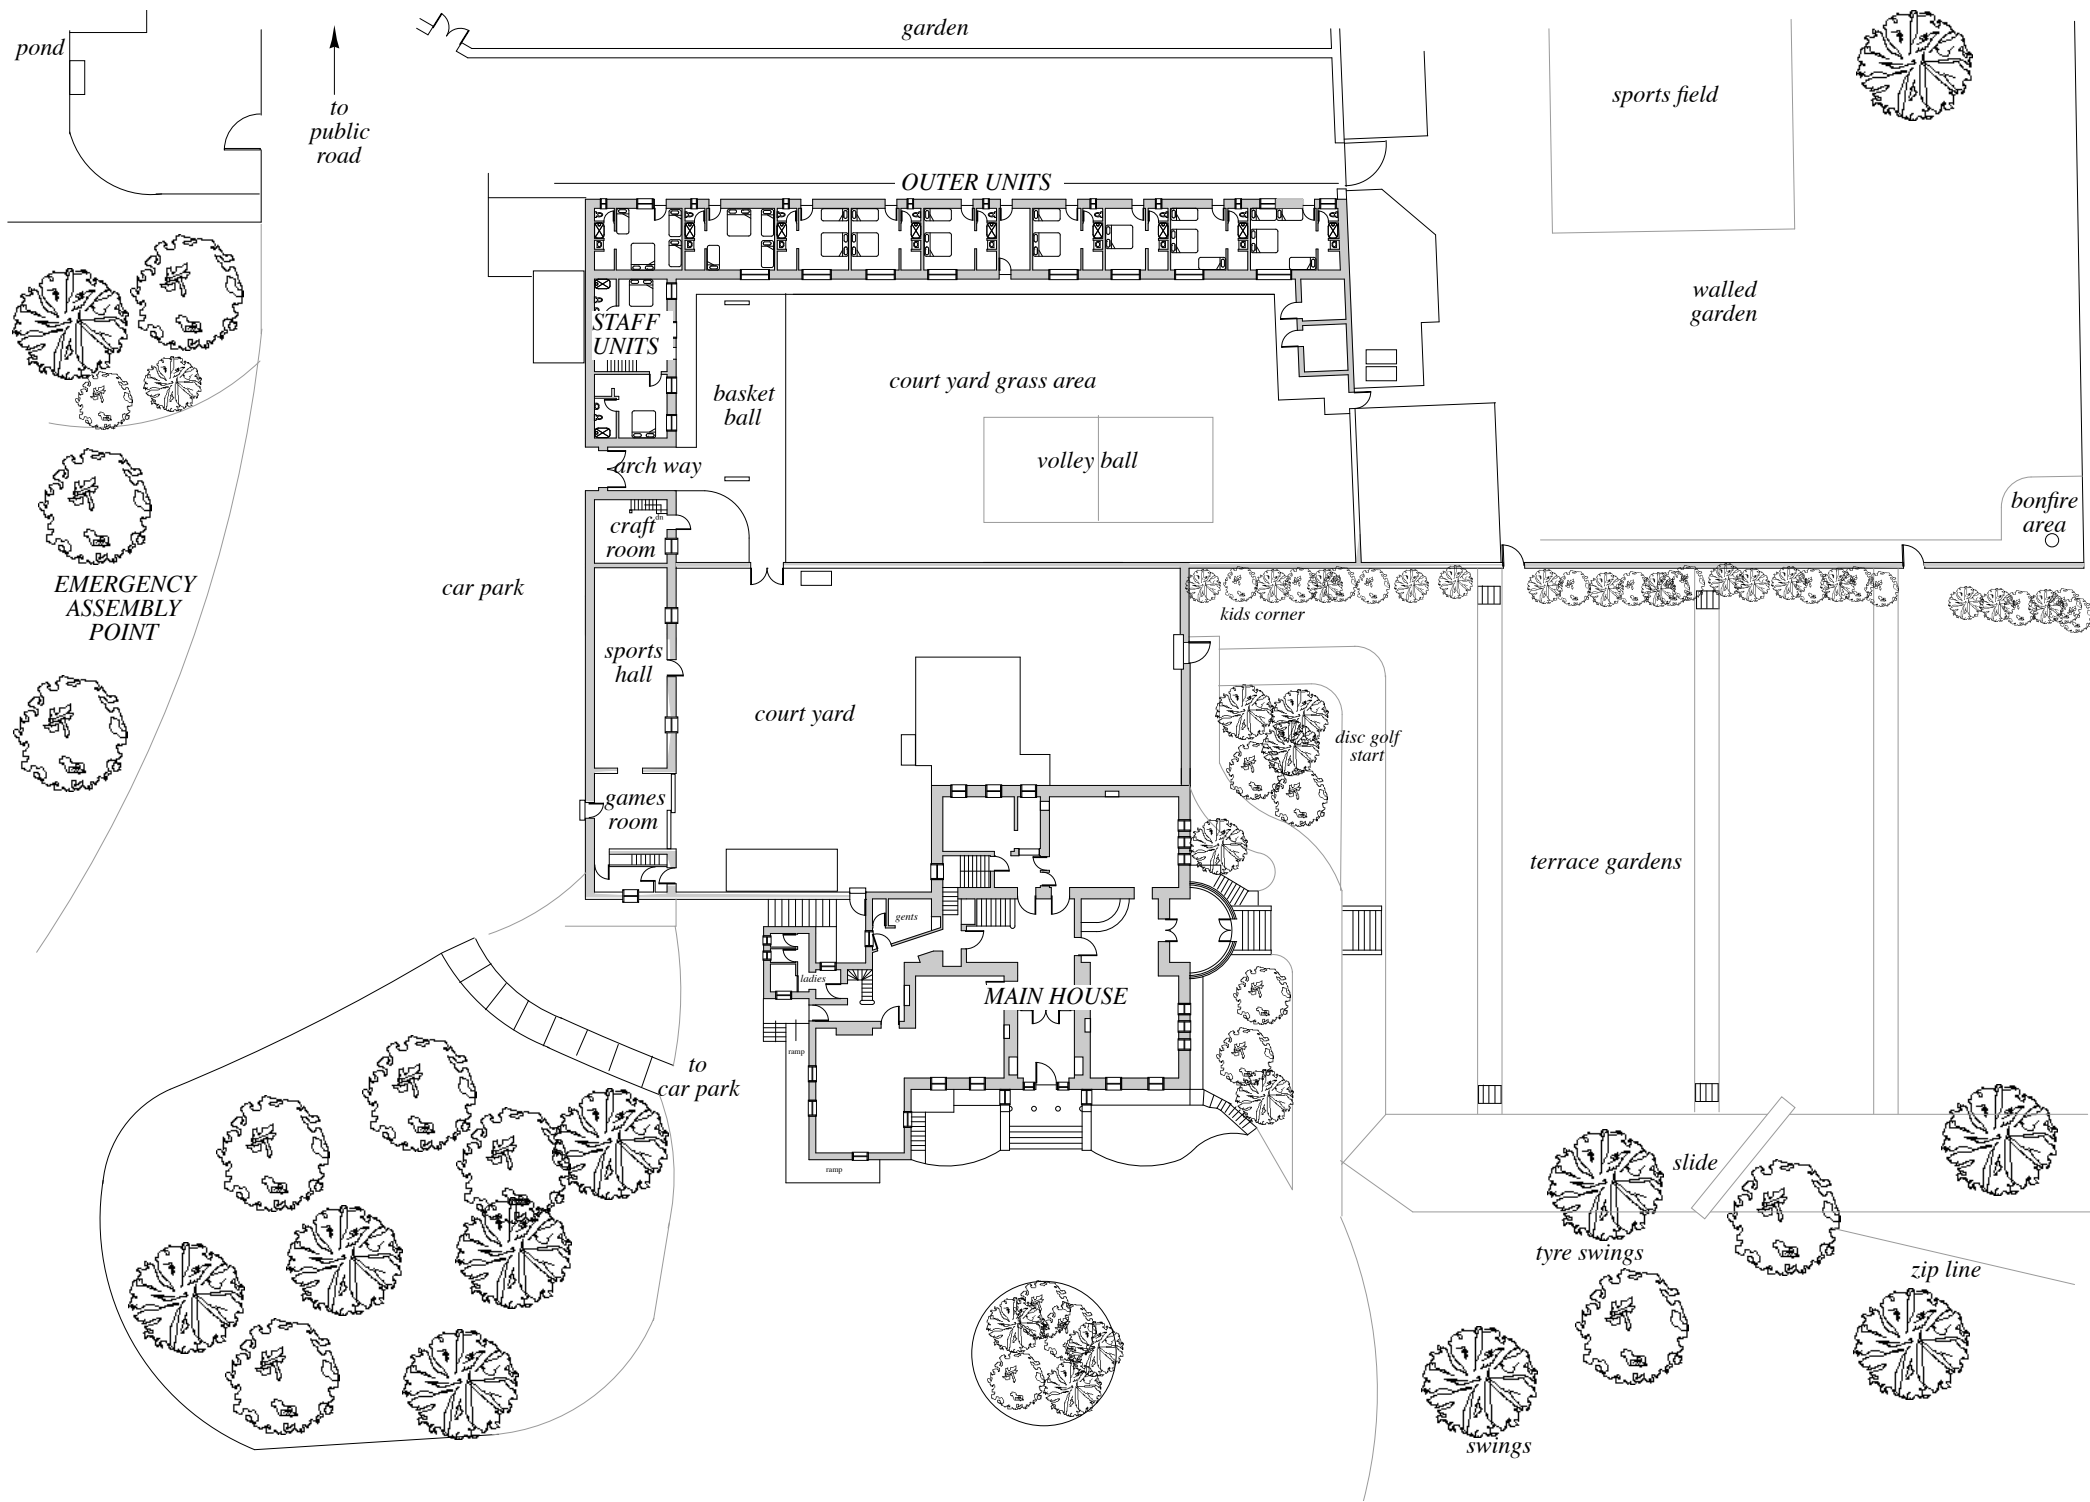 garden
pond
sports field
to
public
road
OUTER UNITS
walled
garden
STAFF
UNITS
basket
ball
court yard grass area
volley ball
arch way
bonfire
area
dn
craft
room
EMERGENCY
ASSEMBLY
POINT
car park
kids corner
sports
hall
court yard
disc golf
start
games
room
terrace gardens
gents
ladies
MAIN HOUSE
ramp
to
car park
ramp
slide
tyre swings
zip line
swings